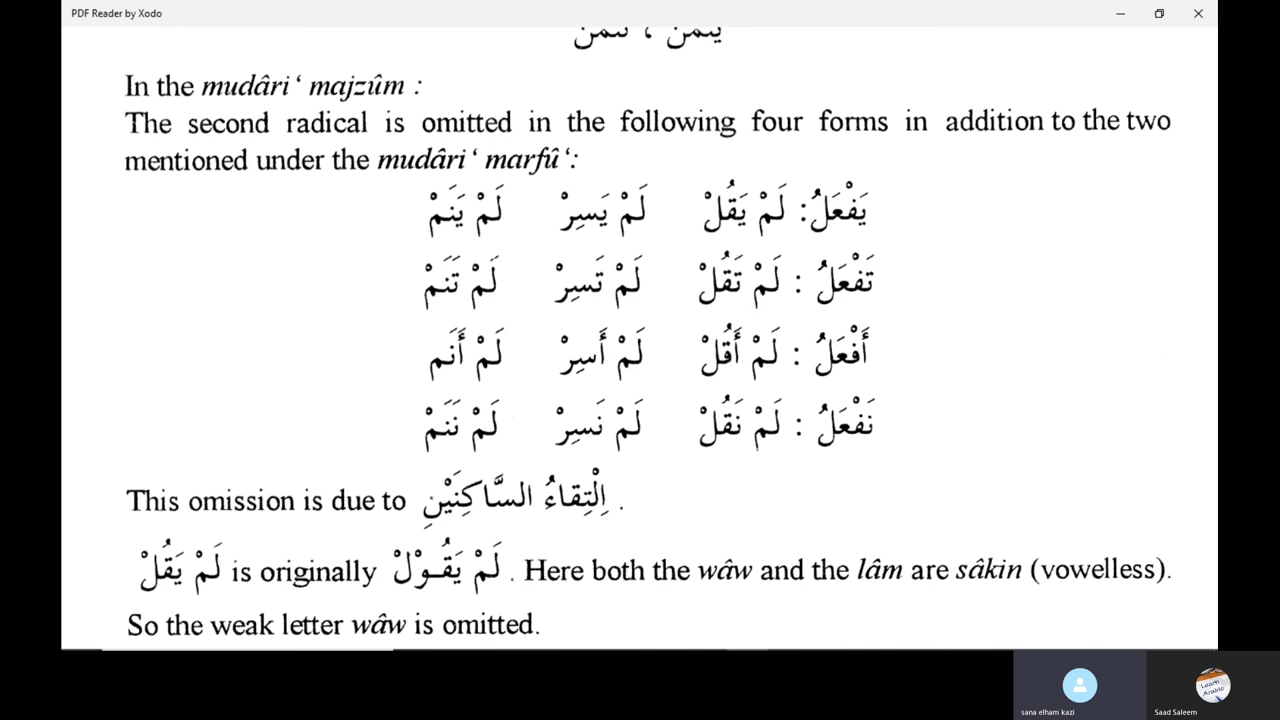 PDF Reader by Xodo
يَنَمْنَ ، تَنَمْنَ
In the mudâri‘ majzûm :
The second radical is omitted in the following four forms in addition to the two
mentioned under the mudâri‘ marfû‘:
يَفْعَلُ: لَمْ يَقُلْ لَمْ يَسِرْ لَمْ يَنَمْ
تَفْعَلُ : لَمْ تَقُلْ لَمْ تَسِرْ لَمْ تَنَمْ
أَفْعَلُ : لَمْ أَقُلْ لَمْ أَسِرْ لَمْ أَنَم
نَفْعَلُ : لَمْ نَقُلْ لَمْ نَسِرْ لَمْ نَنَمْ
This omission is due to اِلْتِقاءُ السَّاكِنَيْنِ .
لَمْ يَقُلْ is originally لَمْ يَقُـوْلْ . Here both the wâw and the lâm are sâkin (vowelless).
So the weak letter wâw is omitted.
sana elham kazi
Learn
Arabic
Saad Saleem